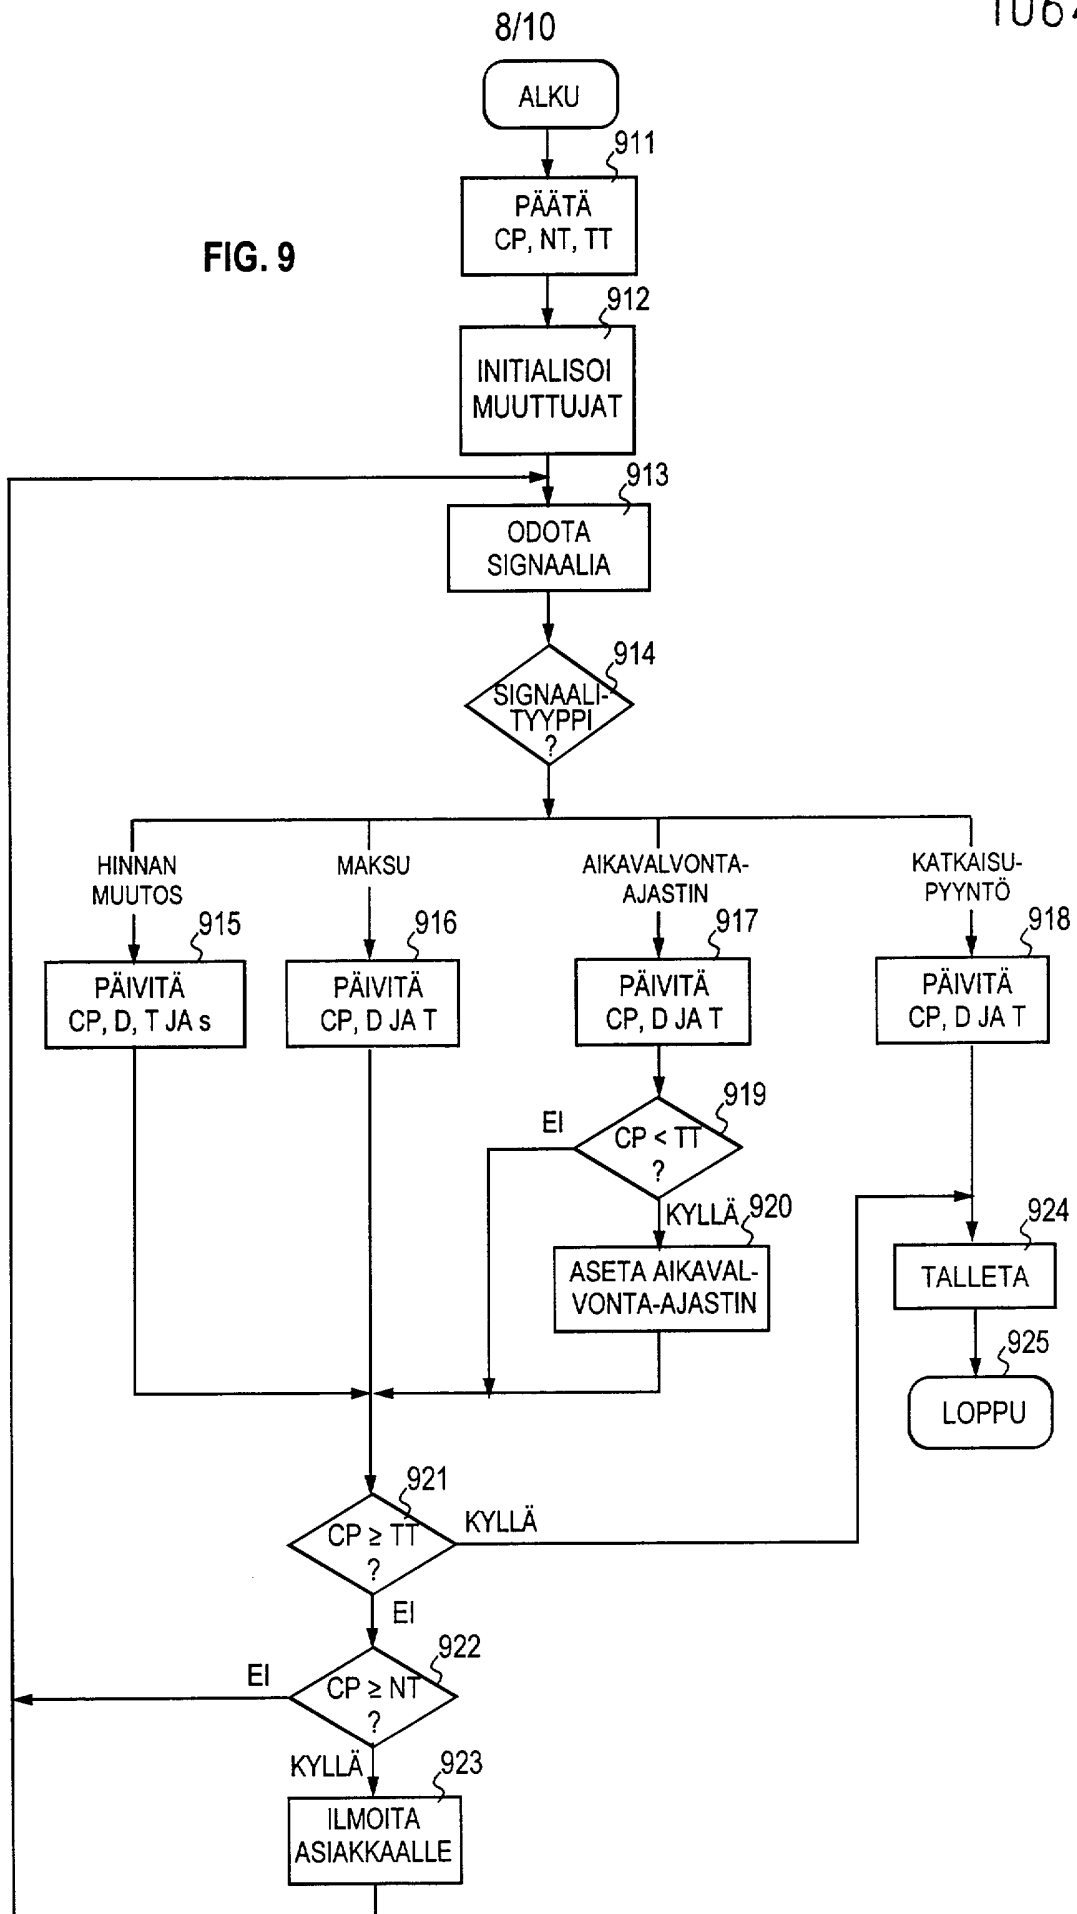 8/10
ALKU
911
PÄÄTÄ
CP, NT, TT
FIG. 9
912
INITIALISOI
MUUTTUJAT
913
ODOTA
SIGNAALIA
914
SIGNAALI-
TYYPPI
?
HINNAN
MUUTOS
MAKSU
AIKAVALVONTA-
AJASTIN
KATKAISU-
PYYNTÖ
915
PÄIVITÄ
CP, D, T JA s
916
PÄIVITÄ
CP, D JA T
917
PÄIVITÄ
CP, D JA T
918
PÄIVITÄ
CP, D JA T
919
EI
CP < TT
?
KYLLÄ
920
ASETA AIKAVAL-
VONTA-AJASTIN
924
TALLETA
925
LOPPU
921
CP ≥ TT
?
KYLLÄ
EI
922
EI
CP ≥ NT
?
KYLLÄ
923
ILMOITA
ASIAKKAALLE